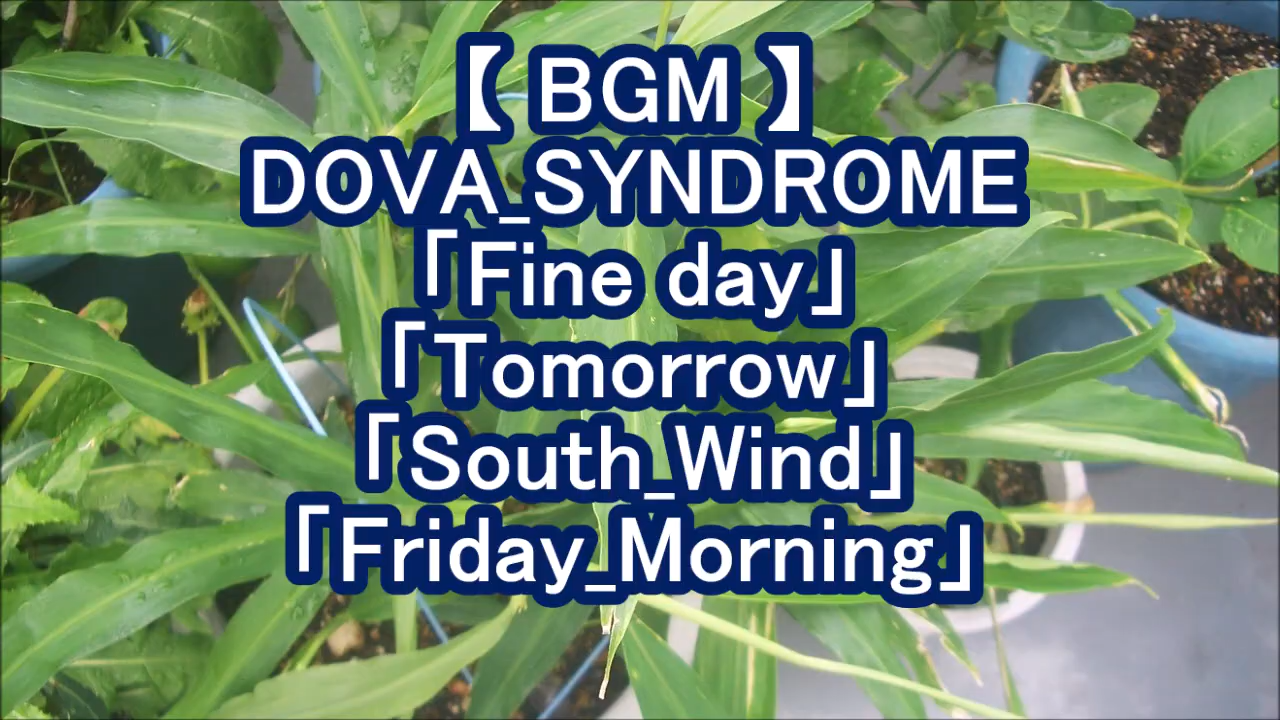 【 BGM 】
DOVA_SYNDROME
「Fine day」
「Tomorrow」
「South_Wind」
「Friday_Morning」